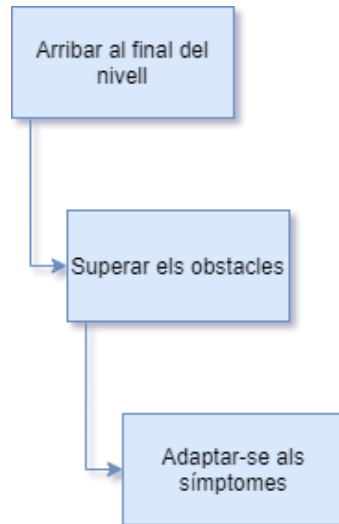 Arribar al final del
nivell
Superar els obstacles
Adaptar-se als
símptomes